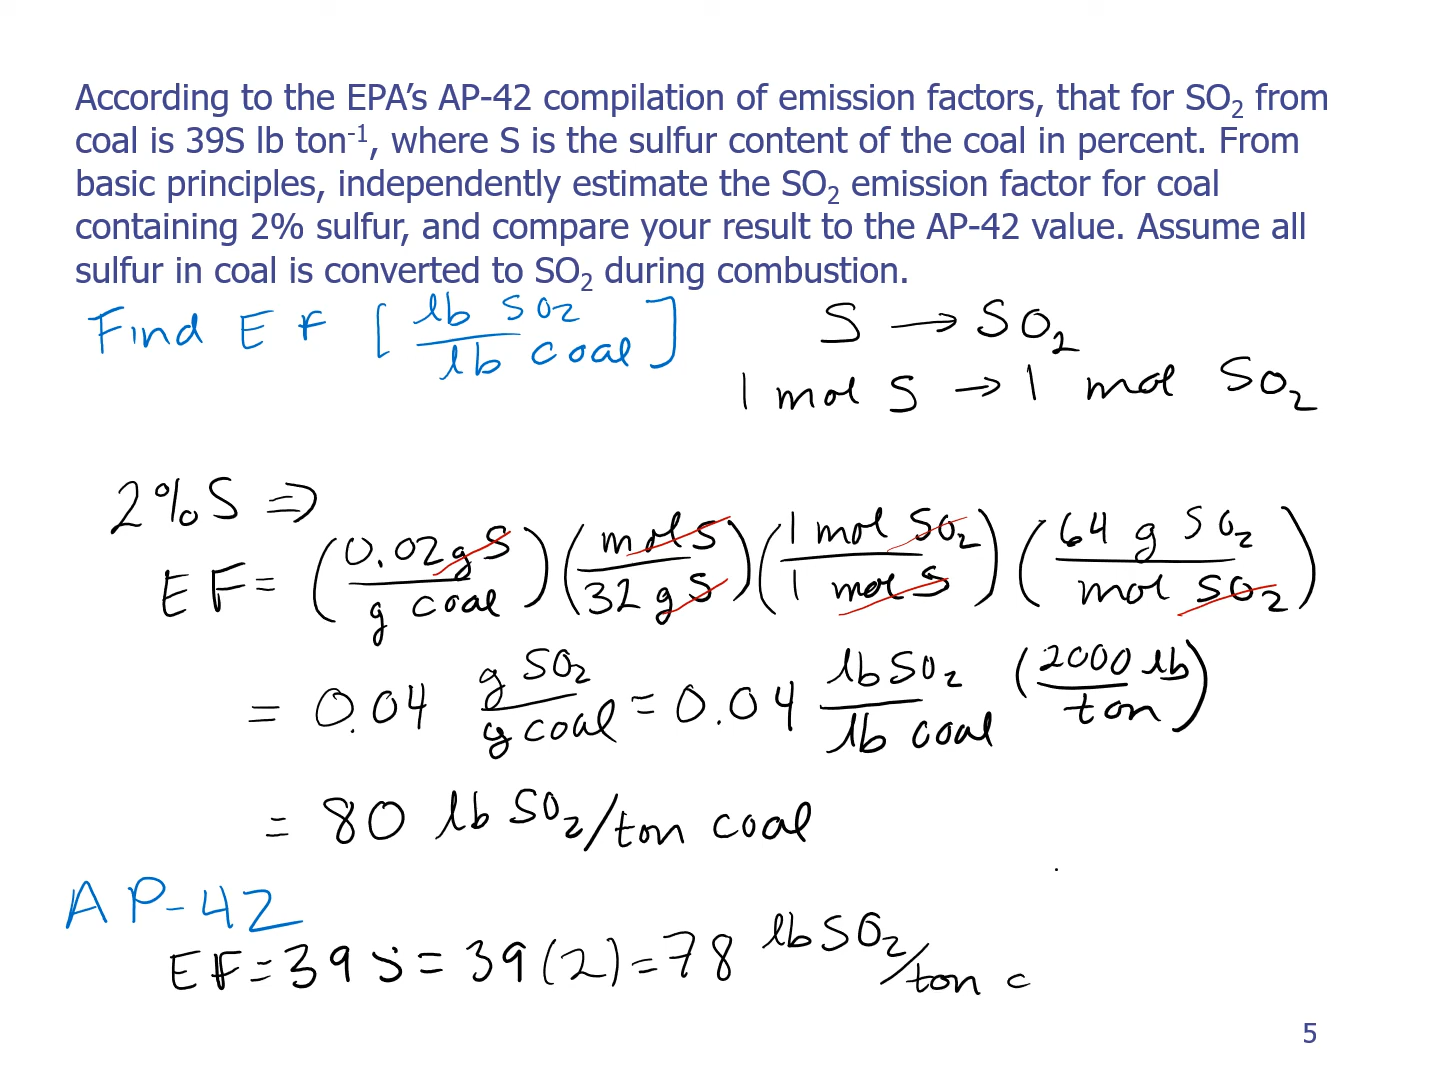 According to the EPA’s AP-42 compilation of emission factors, that for SO₂ from
coal is 39S lb ton⁻¹, where S is the sulfur content of the coal in percent. From
basic principles, independently estimate the SO₂ emission factor for coal
containing 2% sulfur, and compare your result to the AP-42 value. Assume all
sulfur in coal is converted to SO₂ during combustion.
Find EF [lb SO₂ / lb coal]
S → SO₂
1 mol S → 1 mol SO₂
2% S ⇒
EF = (0.02 g S / g coal) (mol S / 32 g S) (1 mol SO₂ / 1 mol S) (64 g SO₂ / mol SO₂)
= 0.04 g SO₂ / g coal = 0.04 lb SO₂ / lb coal (2000 lb / ton)
= 80 lb SO₂/ton coal
AP-42
EF = 39 S = 39 (2) = 78 lb SO₂/ton c
5